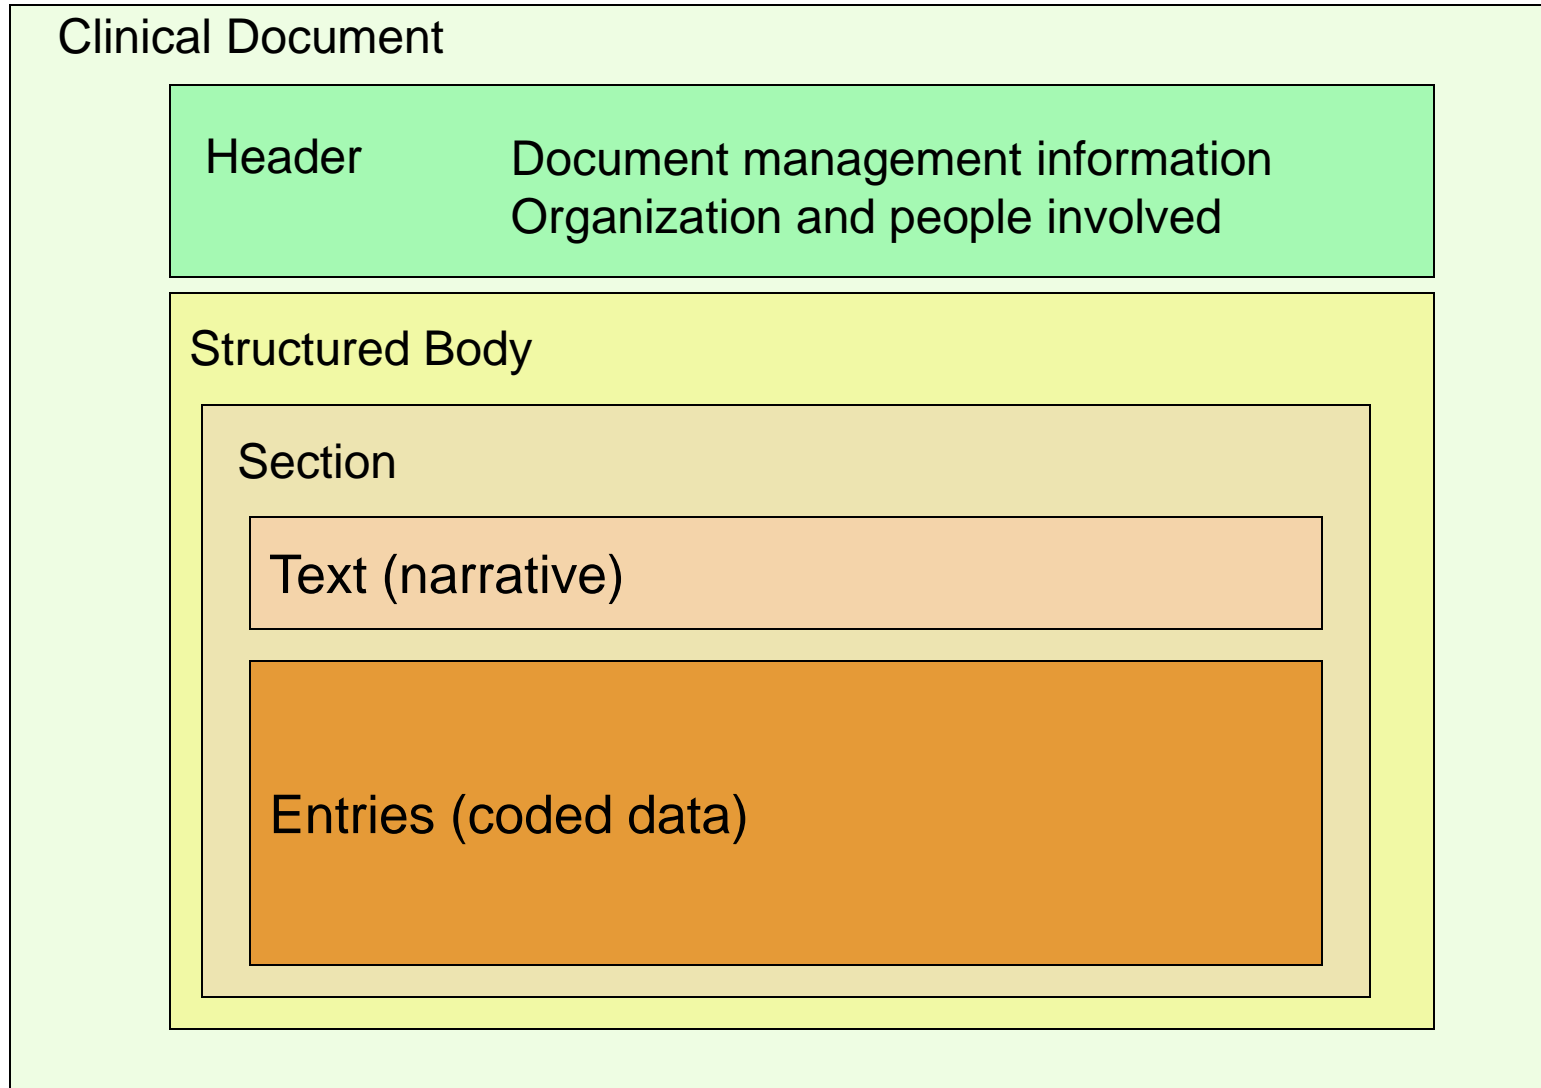 Clinical Document
Header
Document management information
Organization and people involved
Structured Body
Section
Text (narrative)
Entries (coded data)